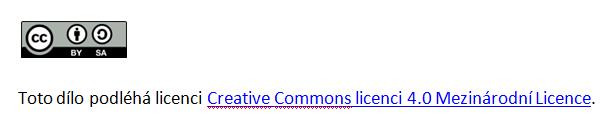 cc
BY SA
Toto dílo podléhá licenci Creative Commons licenci 4.0 Mezinárodní Licence.